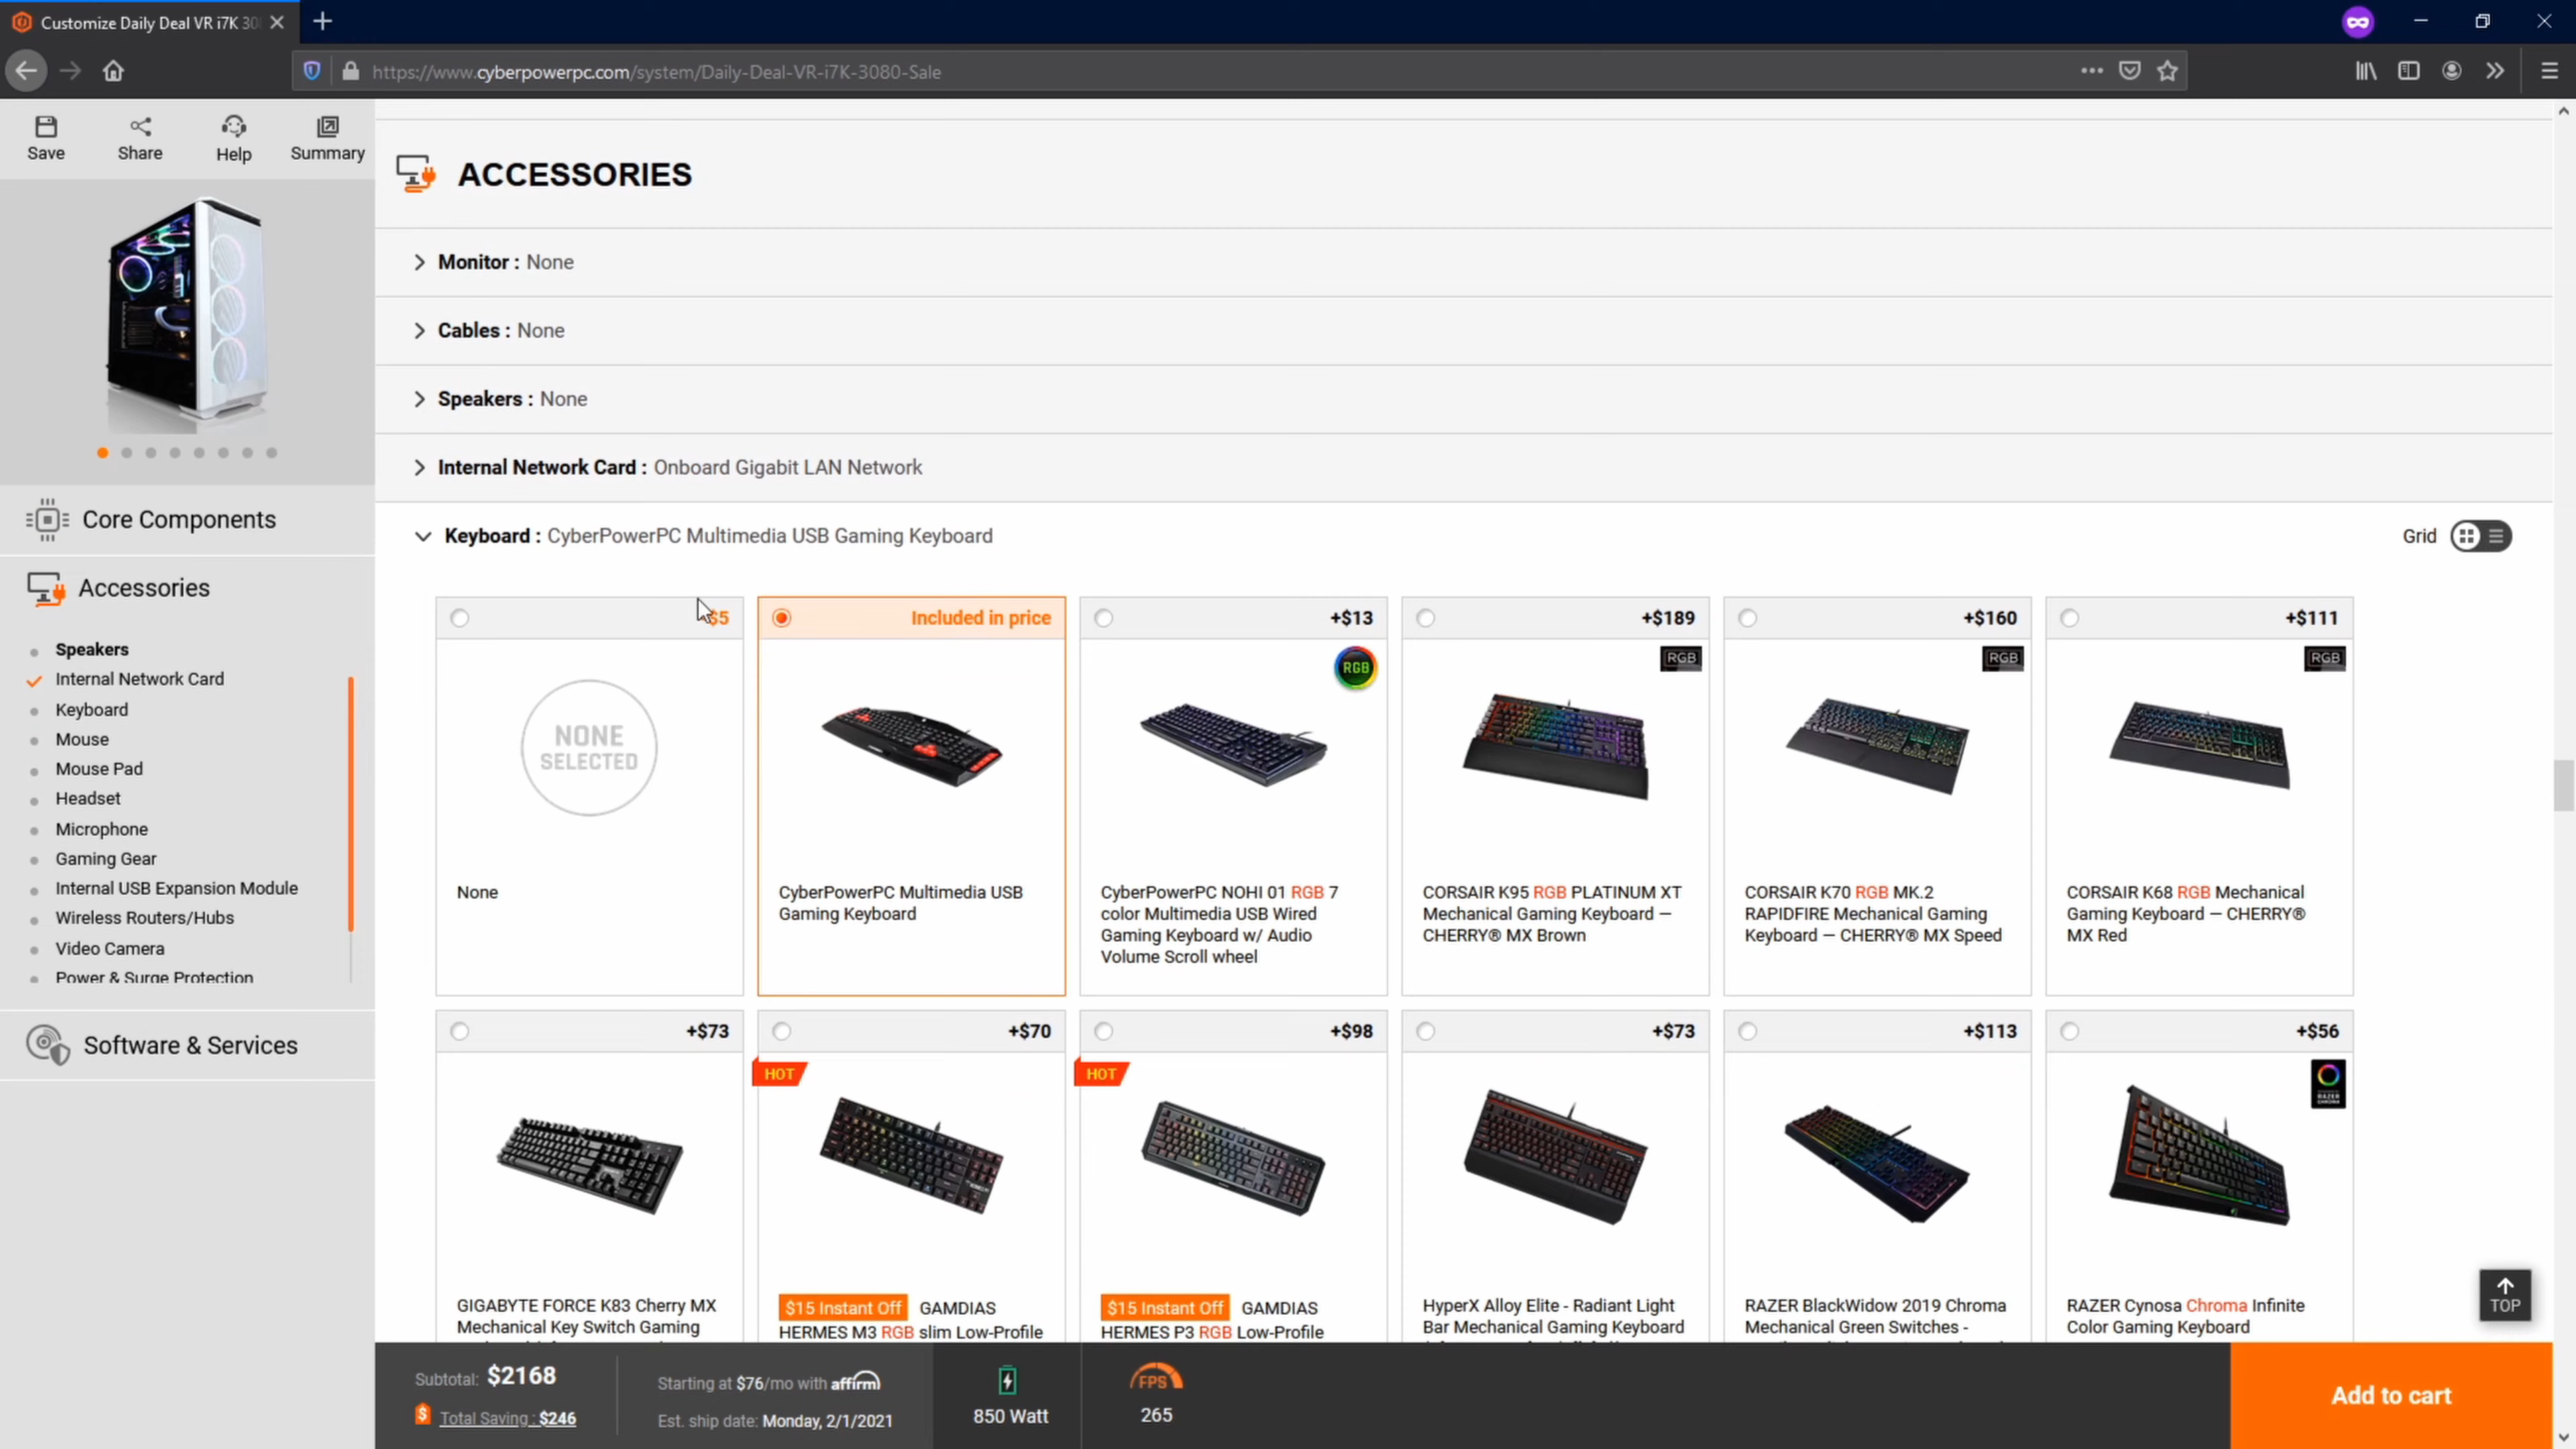 Customize Daily Deal VR i7K 30
https://www.cyberpowerpc.com/system/Daily-Deal-VR-i7K-3080-Sale
Save
Share
Help
Summary
Core Components
Accessories
Speakers
Internal Network Card
Keyboard
Mouse
Mouse Pad
Headset
Microphone
Gaming Gear
Internal USB Expansion Module
Wireless Routers/Hubs
Video Camera
Power & Surge Protection
Software & Services
ACCESSORIES
Monitor : None
Cables : None
Speakers : None
Internal Network Card : Onboard Gigabit LAN Network
Keyboard : CyberPowerPC Multimedia USB Gaming Keyboard
Grid
$5
NONE
SELECTED
None
Included in price
CyberPowerPC Multimedia USB
Gaming Keyboard
+$13
RGB
CyberPowerPC NOHI 01 RGB 7
color Multimedia USB Wired
Gaming Keyboard w/ Audio
Volume Scroll wheel
+$189
RGB
CORSAIR K95 RGB PLATINUM XT
Mechanical Gaming Keyboard —
CHERRY® MX Brown
+$160
RGB
CORSAIR K70 RGB MK.2
RAPIDFIRE Mechanical Gaming
Keyboard — CHERRY® MX Speed
+$111
RGB
CORSAIR K68 RGB Mechanical
Gaming Keyboard — CHERRY®
MX Red
+$73
GIGABYTE FORCE K83 Cherry MX
Mechanical Key Switch Gaming
+$70
HOT
$15 Instant Off GAMDIAS
HERMES M3 RGB slim Low-Profile
+$98
HOT
$15 Instant Off GAMDIAS
HERMES P3 RGB Low-Profile
+$73
HyperX Alloy Elite - Radiant Light
Bar Mechanical Gaming Keyboard
+$113
RAZER BlackWidow 2019 Chroma
Mechanical Green Switches -
+$56
RAZER Cynosa Chroma Infinite
Color Gaming Keyboard
TOP
Subtotal: $2168
Total Saving : $246
Starting at $76/mo with affirm
Est. ship date: Monday, 2/1/2021
850 Watt
FPS
265
Add to cart